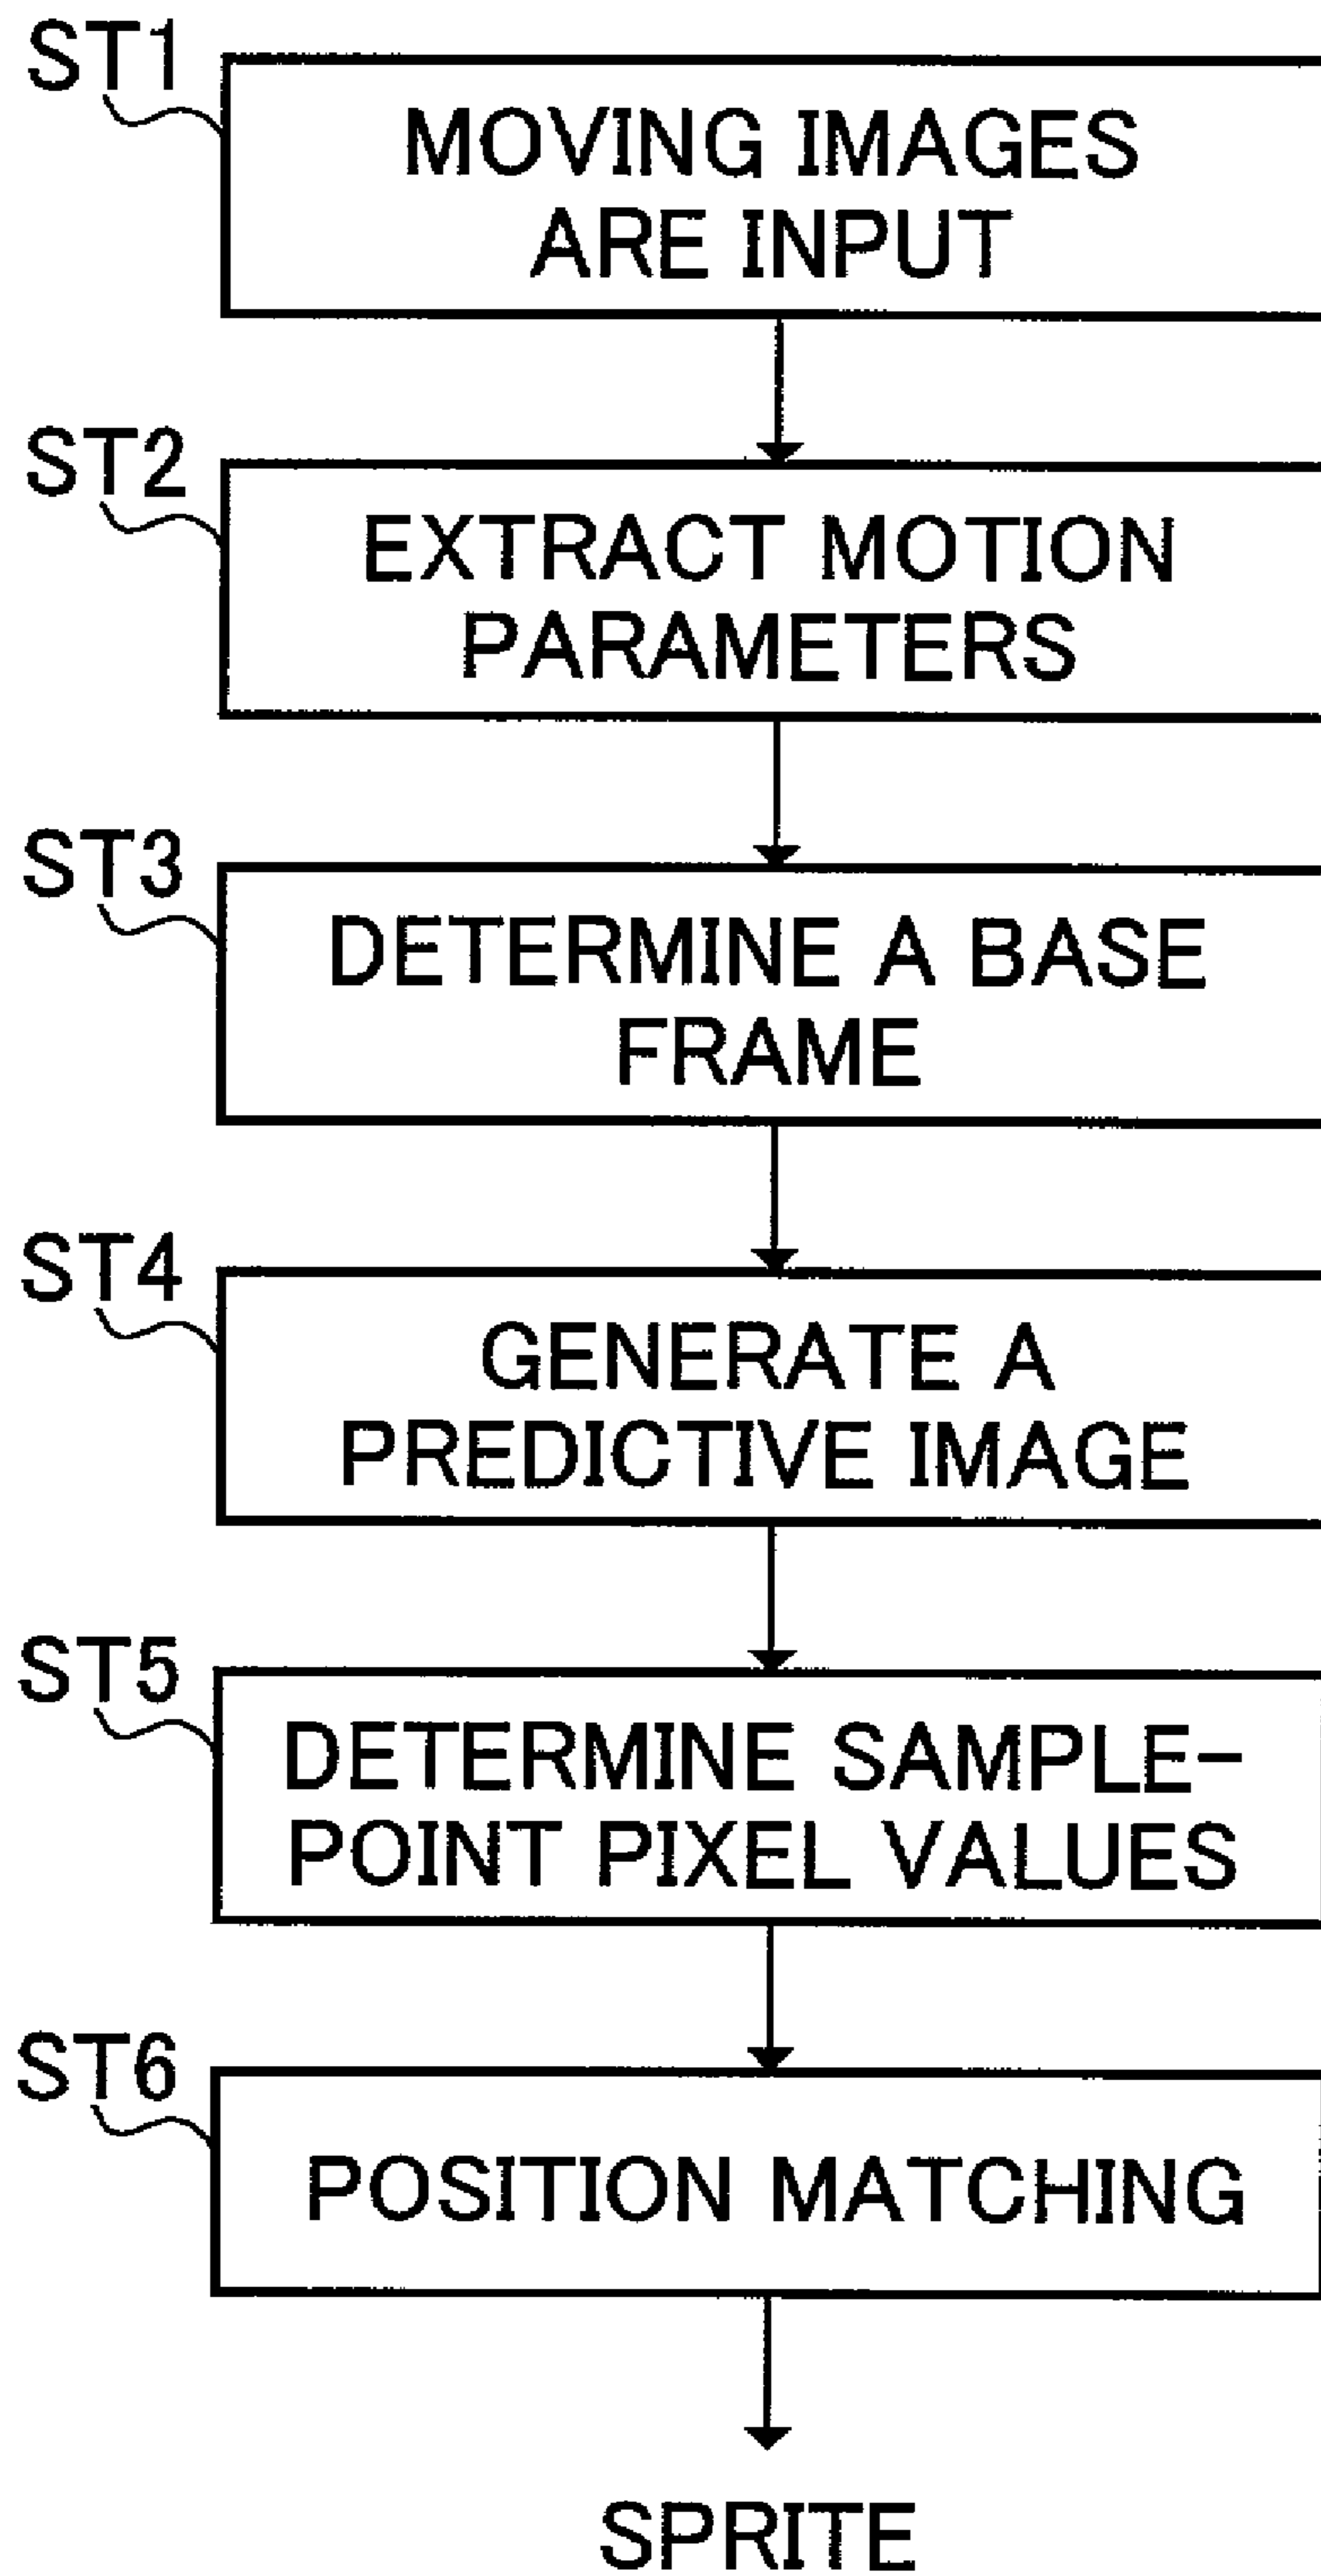 ST1
MOVING IMAGES
ARE INPUT
ST2
EXTRACT MOTION
PARAMETERS
ST3
DETERMINE A BASE
FRAME
ST4
GENERATE A
PREDICTIVE IMAGE
ST5
DETERMINE SAMPLE-
POINT PIXEL VALUES
ST6
POSITION MATCHING
SPRITE